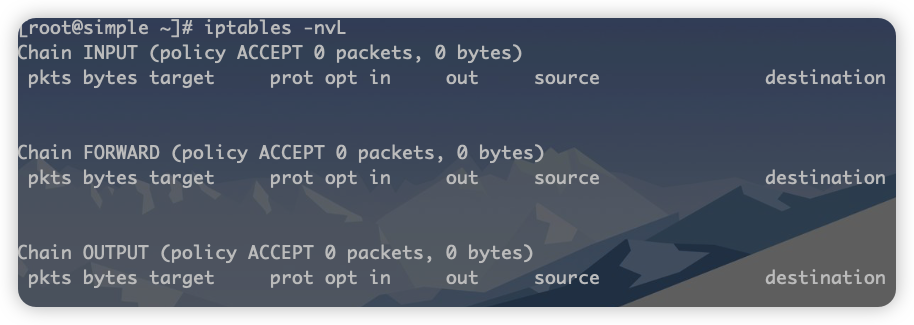 [root@simple ~]# iptables -nvL
Chain INPUT (policy ACCEPT 0 packets, 0 bytes)
 pkts bytes target     prot opt in     out     source               destination

Chain FORWARD (policy ACCEPT 0 packets, 0 bytes)
 pkts bytes target     prot opt in     out     source               destination

Chain OUTPUT (policy ACCEPT 0 packets, 0 bytes)
 pkts bytes target     prot opt in     out     source               destination